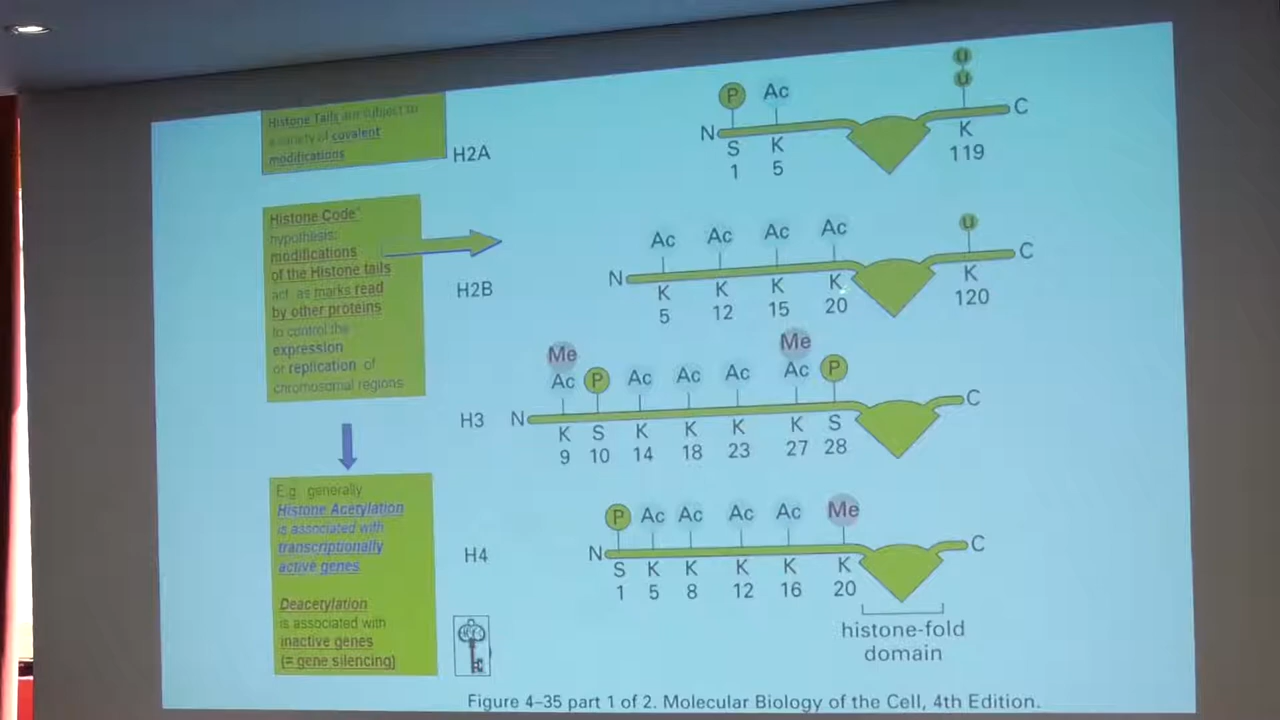 Histone Tails are subject to
a variety of covalent
modifications
H2A
P Ac
U
U
N C
S K K
1 5 119
Histone Code*
hypothesis:
modifications
of the Histone tails
act as marks read
by other proteins
to control the
expression
or replication of
chromosomal regions
H2B
Ac Ac Ac Ac U
N C
K K K K K
5 12 15 20 120
H3
Me Me
Ac P Ac Ac Ac Ac P
N C
K S K K K K S
9 10 14 18 23 27 28
E.g. generally
Histone Acetylation
is associated with
transcriptionally
active genes
Deacetylation
is associated with
inactive genes
(= gene silencing)
H4
P Ac Ac Ac Ac Me
N C
S K K K K K
1 5 8 12 16 20
histone-fold
domain
Figure 4-35 part 1 of 2. Molecular Biology of the Cell, 4th Edition.